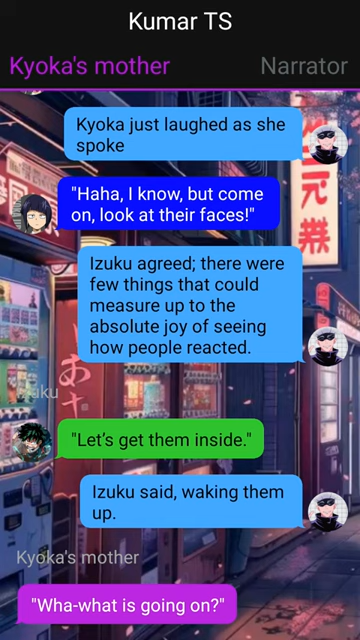 Kumar TS
Kyoka's mother
Narrator
Kyoka just laughed as she
spoke
"Haha, I know, but come
on, look at their faces!"
Izuku agreed; there were
few things that could
measure up to the
absolute joy of seeing
how people reacted.
Izuku
"Let's get them inside."
Izuku said, waking them
up.
Kyoka's mother
"Wha-what is going on?"